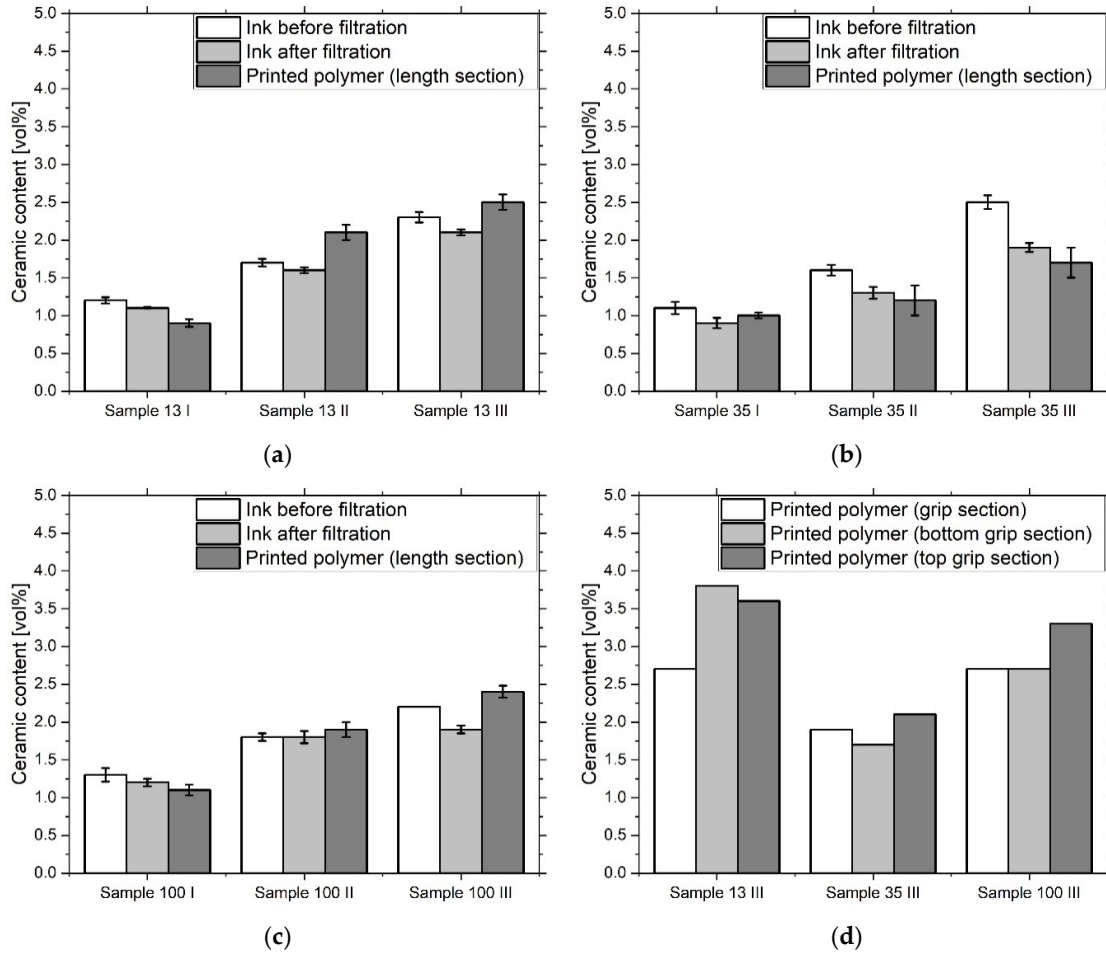 5.0
4.5
4.0
3.5
3.0
2.5
2.0
1.5
1.0
0.5
0.0
Ceramic content [vol%]
Ink before filtration
Ink after filtration
Printed polymer (length section)
Sample 13 I
Sample 13 II
Sample 13 III
(a)
5.0
4.5
4.0
3.5
3.0
2.5
2.0
1.5
1.0
0.5
0.0
Ceramic content [vol%]
Ink before filtration
Ink after filtration
Printed polymer (length section)
Sample 35 I
Sample 35 II
Sample 35 III
(b)
5.0
4.5
4.0
3.5
3.0
2.5
2.0
1.5
1.0
0.5
0.0
Ceramic content [vol%]
Ink before filtration
Ink after filtration
Printed polymer (length section)
Sample 100 I
Sample 100 II
Sample 100 III
(c)
5.0
4.5
4.0
3.5
3.0
2.5
2.0
1.5
1.0
0.5
0.0
Ceramic content [vol%]
Printed polymer (grip section)
Printed polymer (bottom grip section)
Printed polymer (top grip section)
Sample 13 III
Sample 35 III
Sample 100 III
(d)